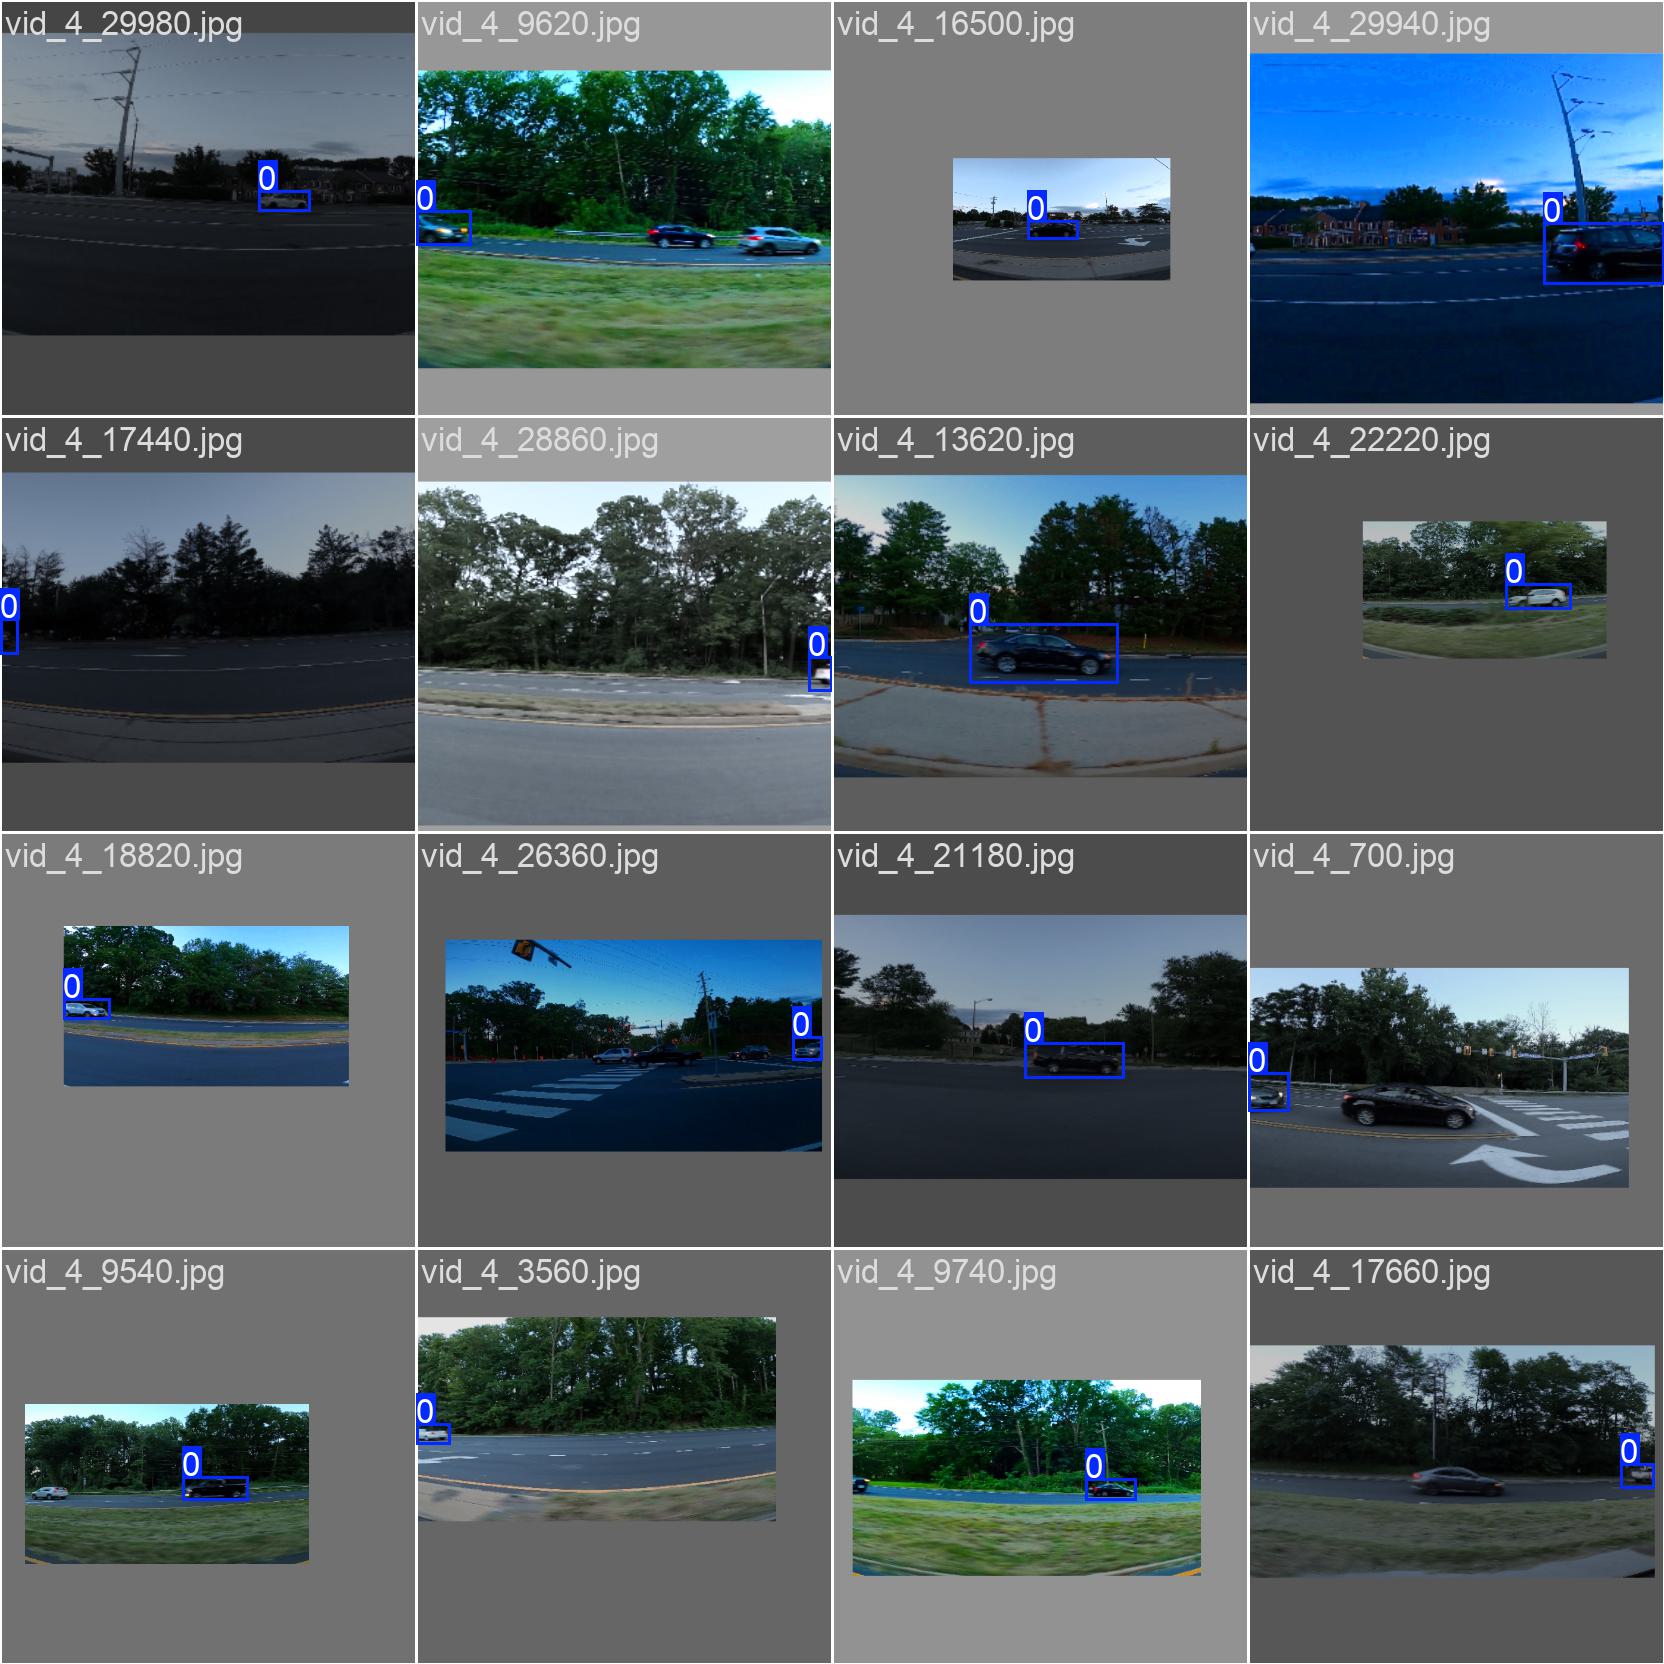 vid_4_29980.jpg
vid_4_9620.jpg
vid_4_16500.jpg
vid_4_29940.jpg
0
0
0
0
vid_4_17440.jpg
vid_4_28860.jpg
vid_4_13620.jpg
vid_4_22220.jpg
0
0
0
0
vid_4_18820.jpg
vid_4_26360.jpg
vid_4_21180.jpg
vid_4_700.jpg
0
0
0
0
vid_4_9540.jpg
vid_4_3560.jpg
vid_4_9740.jpg
vid_4_17660.jpg
0
0
0
0